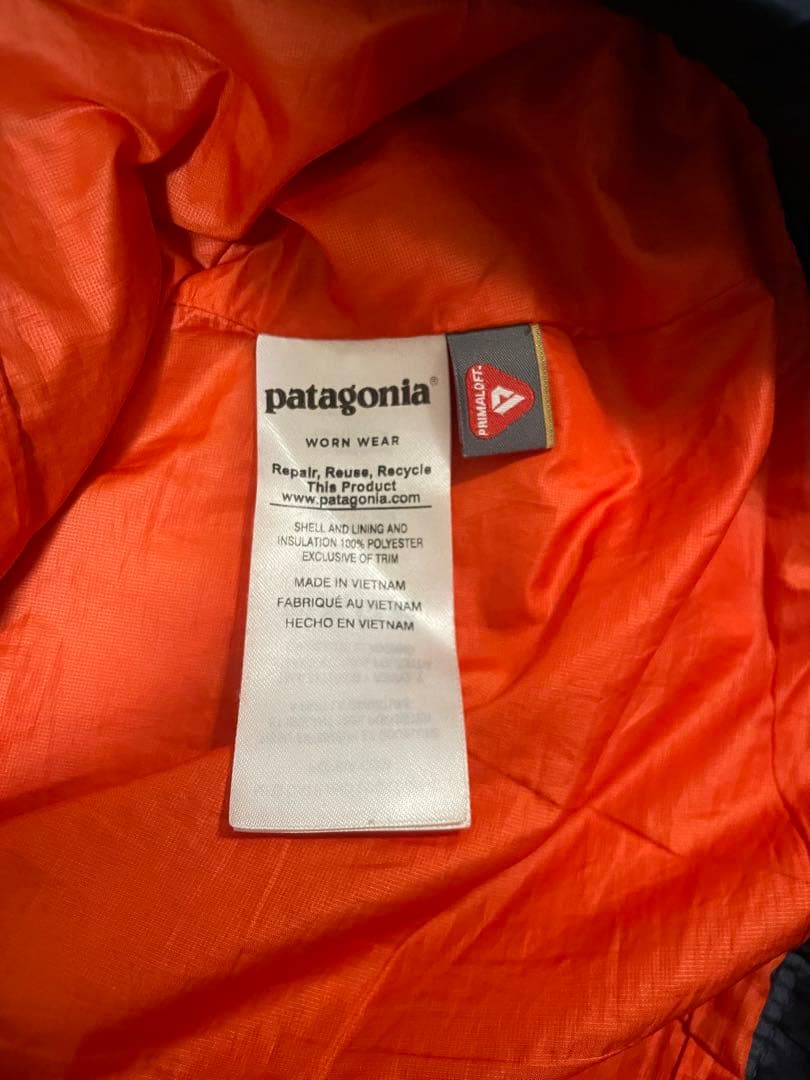 patagonia®
WORN WEAR
Repair, Reuse, Recycle
This Product
www.patagonia.com
SHELL AND LINING AND
INSULATION 100% POLYESTER
EXCLUSIVE OF TRIM
MADE IN VIETNAM
FABRIQUÉ AU VIETNAM
HECHO EN VIETNAM
PRIMALOFT